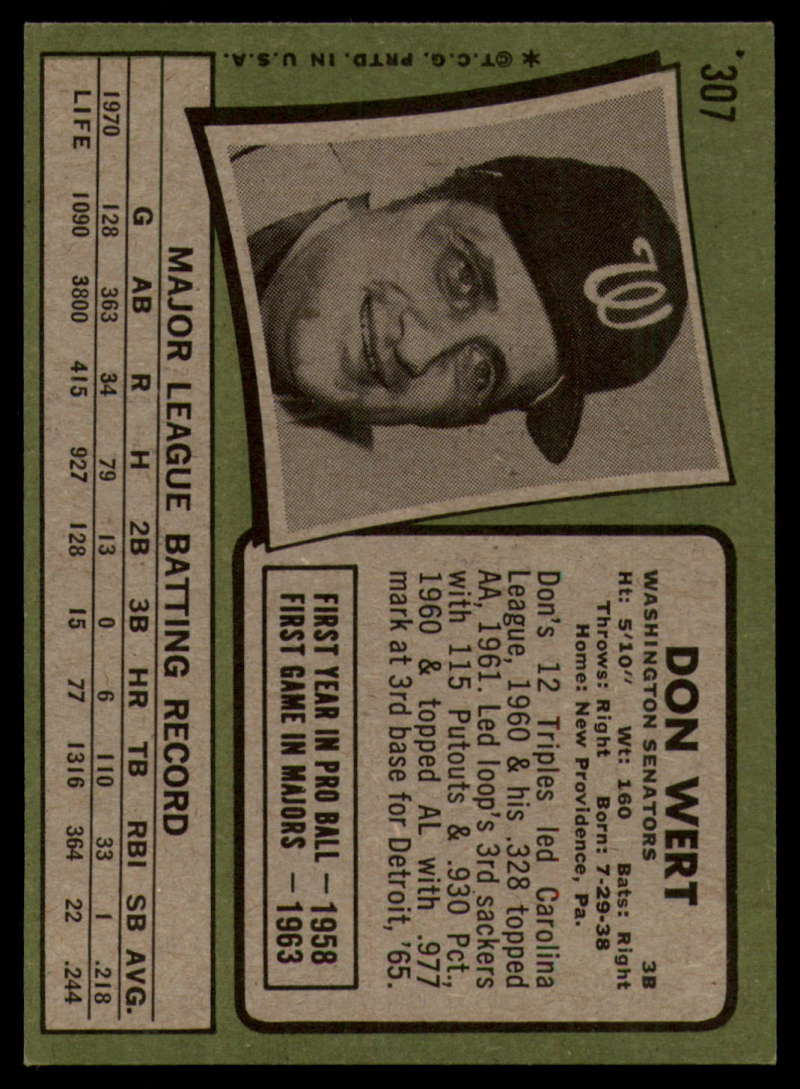 307
DON WERT
WASHINGTON SENATORS 3B
Ht: 5'10" Wt: 160 Bats: Right
Throws: Right Born: 7-29-38
Home: New Providence, Pa.
Don's 12 Triples led Carolina
League, 1960 & his .328 topped
AA, 1961. Led loop's 3rd sackers
with 115 Putouts & .930 Pct.,
1960 & topped AL with .977
mark at 3rd base for Detroit, '65.
FIRST YEAR IN PRO BALL — 1958
FIRST GAME IN MAJORS — 1963
W
MAJOR LEAGUE BATTING RECORD
G AB R H 2B 3B HR TB RBI SB AVG.
1970 128 363 34 79 13 0 6 110 33 1 .218
LIFE 1090 3800 415 927 128 15 77 1316 364 22 .244
✶©T.C.G. PRTD. IN U.S.A.